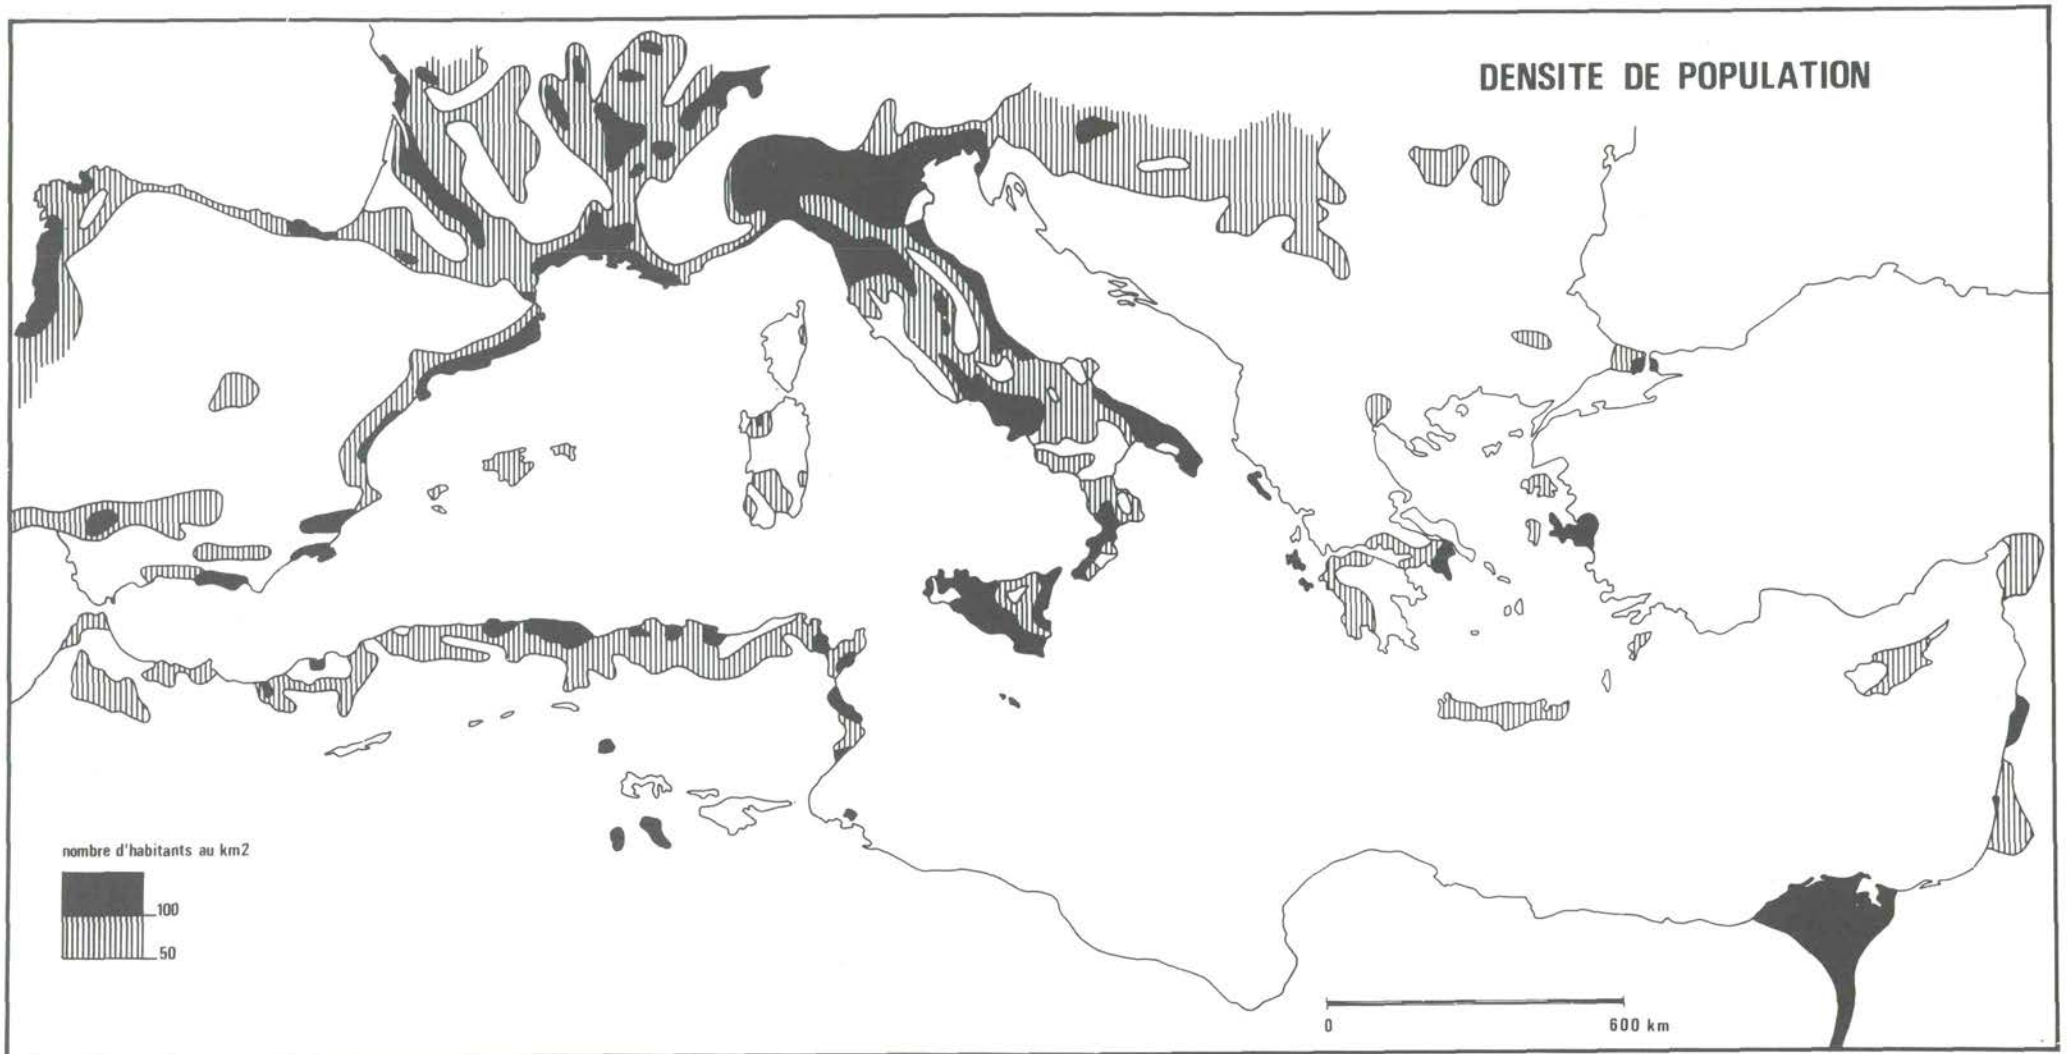 DENSITE DE POPULATION
nombre d'habitants au km2
100
50
0
600 km